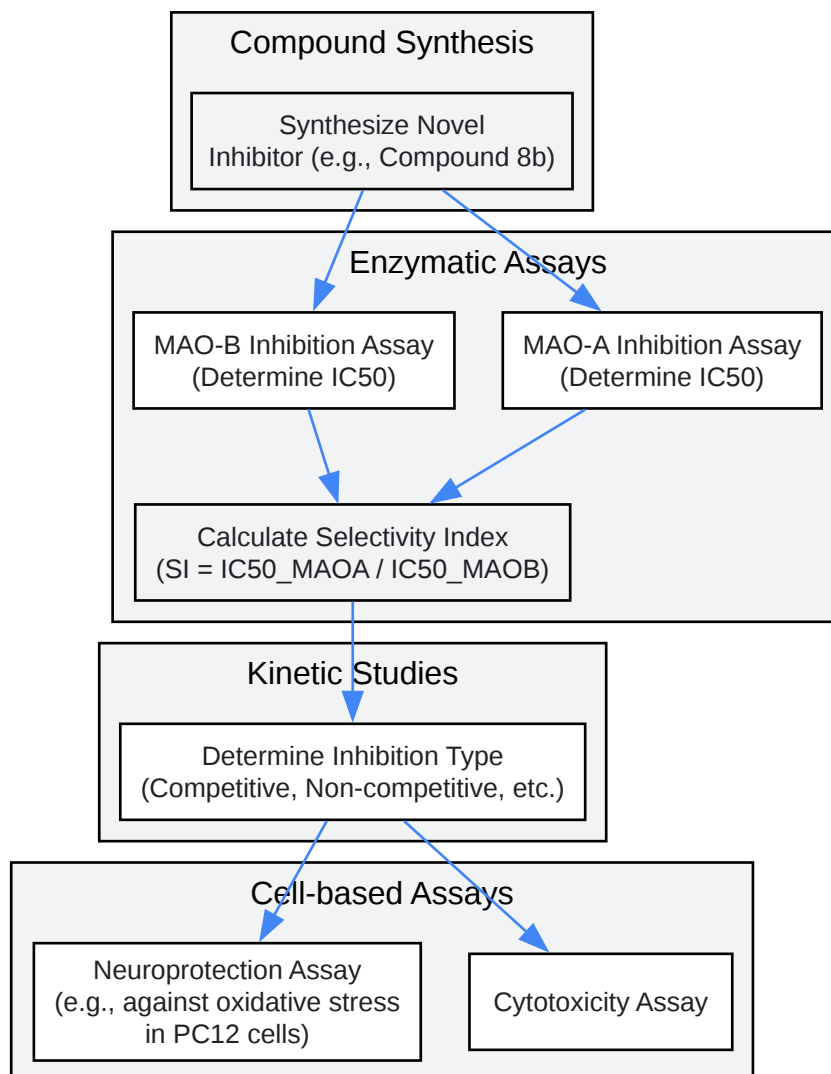 Compound Synthesis
Synthesize Novel
Inhibitor (e.g., Compound 8b)
Enzymatic Assays
MAO-B Inhibition Assay
(Determine IC50)
MAO-A Inhibition Assay
(Determine IC50)
Calculate Selectivity Index
(SI = IC50_MAOA / IC50_MAOB)
Kinetic Studies
Determine Inhibition Type
(Competitive, Non-competitive, etc.)
Cell-based Assays
Neuroprotection Assay
(e.g., against oxidative stress
in PC12 cells)
Cytotoxicity Assay